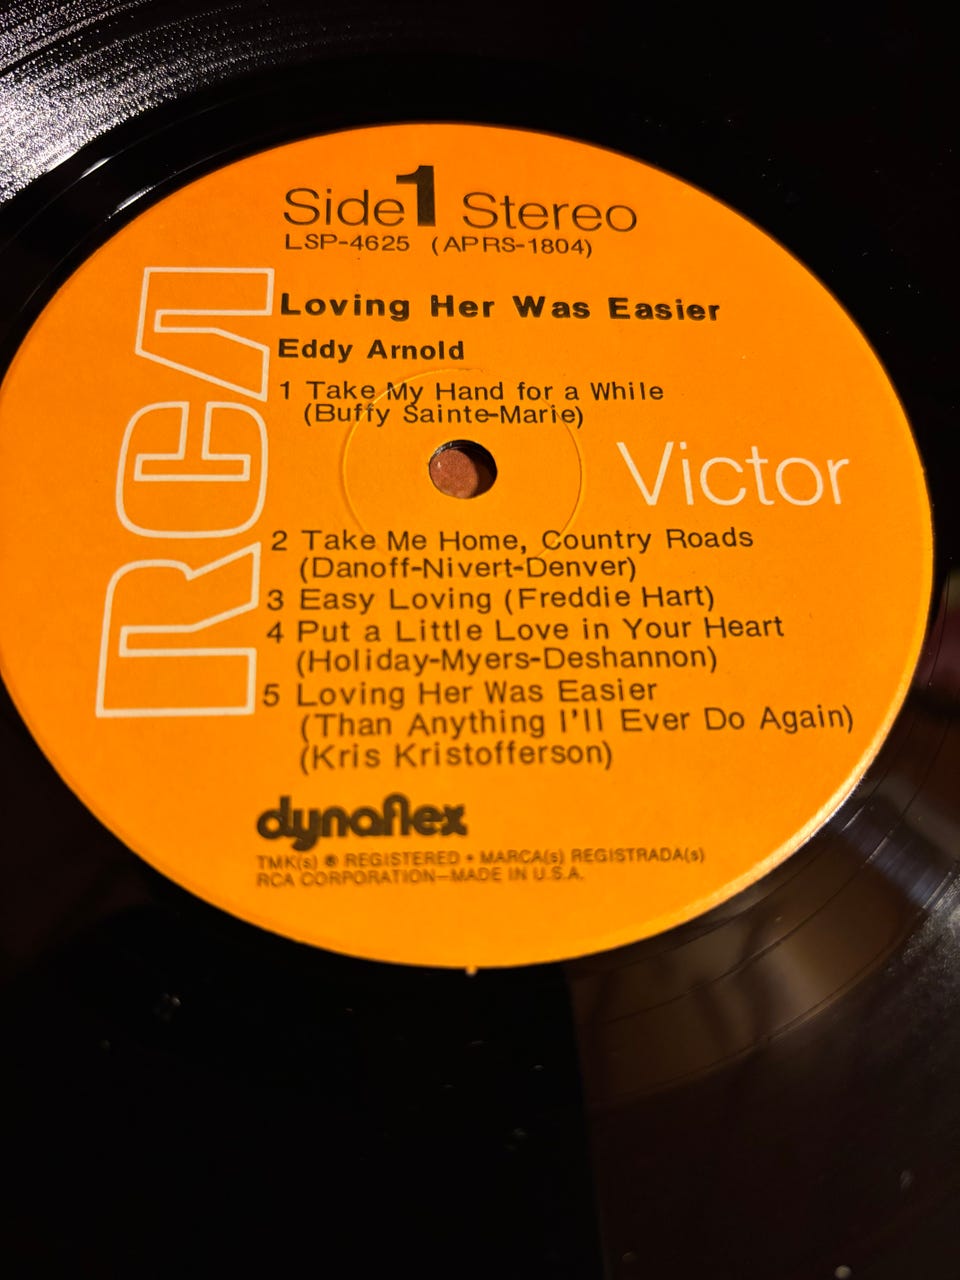 Side 1 Stereo
LSP-4625 (APRS-1804)
Loving Her Was Easier
Eddy Arnold
1 Take My Hand for a While
(Buffy Sainte-Marie)
RCA
Victor
2 Take Me Home, Country Roads
(Danoff-Nivert-Denver)
3 Easy Loving (Freddie Hart)
4 Put a Little Love in Your Heart
(Holiday-Myers-Deshannon)
5 Loving Her Was Easier
(Than Anything I'll Ever Do Again)
(Kris Kristofferson)
dynaflex
TMK(s) ® REGISTERED • MARCA(s) REGISTRADA(s)
RCA CORPORATION—MADE IN U.S.A.